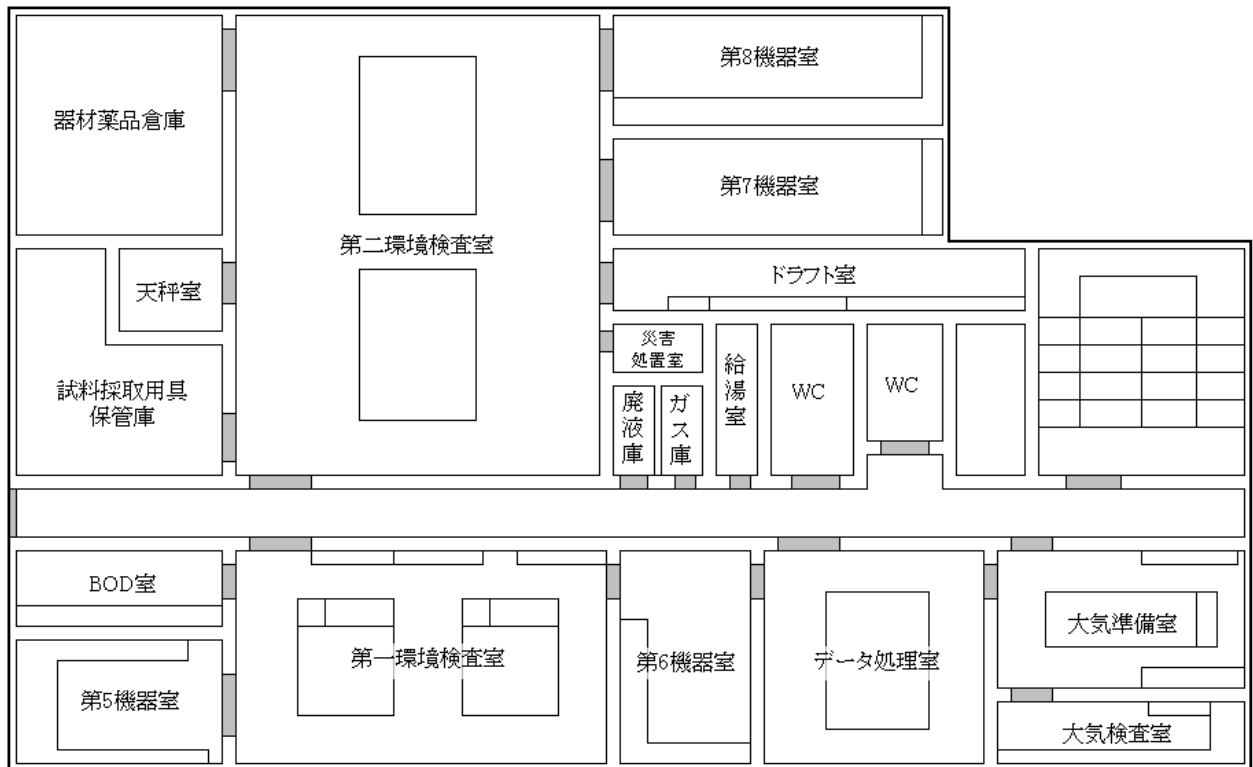 第8機器室
器材薬品倉庫
第7機器室
第二環境検査室
ドラフト室
天秤室
災害
処置室
給湯室
WC
WC
試料採取用具
保管庫
廃液庫
ガス庫
BOD室
第一環境検査室
第6機器室
データ処理室
大気準備室
第5機器室
大気検査室